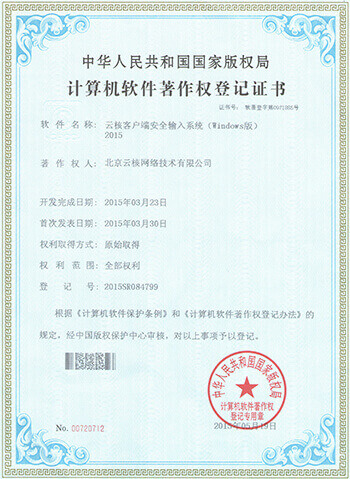 中华人民共和国国家版权局
计算机软件著作权登记证书
证书号： 软著登字第0971885号
软件名称： 云核客户端安全输入系统（Windows版）
2015
著作权人： 北京云核网络技术有限公司
开发完成日期： 2015年03月23日
首次发表日期： 2015年03月30日
权利取得方式： 原始取得
权利范围： 全部权利
登记号： 2015SR084799
根据《计算机软件保护条例》和《计算机软件著作权登记办法》的
规定，经中国版权保护中心审核，对以上事项予以登记。
中华人民共和国国家版权局
计算机软件著作权
登记专用章
No. 00720712
2015年05月19日